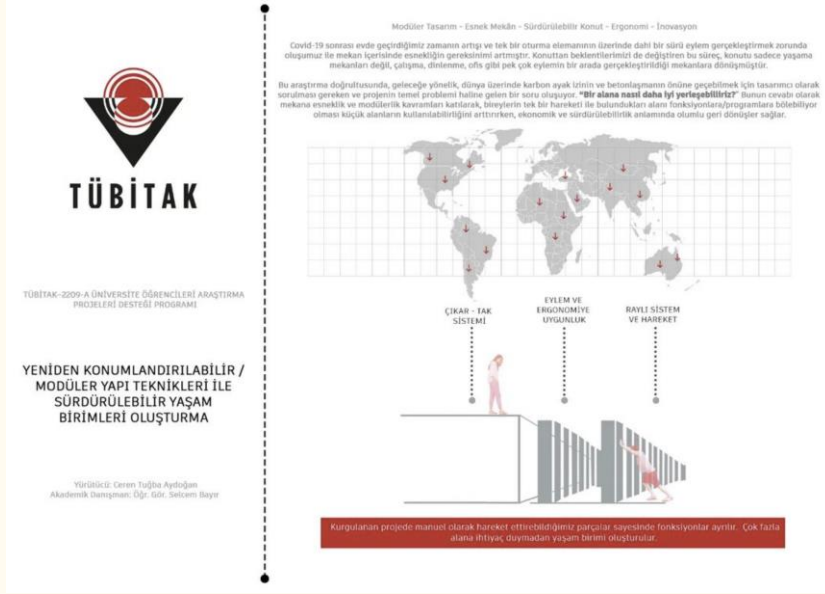 TÜBİTAK
TÜBİTAK-2209-A ÜNİVERSİTE ÖĞRENCİLERİ ARAŞTIRMA
PROJELERİ DESTEĞİ PROGRAMI
YENİDEN KONUMLANDIRILABİLİR /
MODÜLER YAPI TEKNİKLERİ İLE
SÜRDÜRÜLEBİLİR YAŞAM
BİRİMLERİ OLUŞTURMA
Yürütücü: Ceren Tuğba Aydoğan
Akademik Danışman: Öğr. Gör. Selcen Bayır
Modüler Tasarım - Esnek Mekân - Sürdürülebilir Konut - Ergonomi - İnovasyon
Covid-19 sonrası evde geçirdiğimiz zamanın artışı ve tek bir oturma elemanının üzerinde dahi bir sürü eylem gerçekleştirmek zorunda
oluşumuz ile mekan içerisinde esnekliğin gereksinimi artmıştır. Konuttan beklentilerimizi de değiştiren bu süreç, konutu sadece yaşama
mekanları değil, çalışma, dinlenme, ofis gibi pek çok eylemin bir arada gerçekleştirildiği mekanlara dönüşmüştür.
Bu araştırma doğrultusunda, geleceğe yönelik, dünya üzerinde karbon ayak izinin ve betonlaşmanın önüne geçebilmek için tasarımcı olarak
sorulması gereken ve projenin temel problemi haline gelen bir soru oluşuyor. "Bir alana nasıl daha iyi yerleşebiliriz?" Bunun cevabı olarak
mekana esneklik ve modülerlik kavramları katılarak, bireylerin tek bir hareketi ile bulundukları alanı fonksiyonlara/programlara bölebiliyor
olması küçük alanların kullanılabilirliğini arttırırken, ekonomik ve sürdürülebilirlik anlamında olumlu geri dönüşler sağlar.
ÇIKAR - TAK
SİSTEMİ
EYLEM VE
ERGONOMİYE
UYGUNLUK
RAYLI SİSTEM
VE HAREKET
Kurgulanan projede manuel olarak hareket ettirebildiğimiz parçalar sayesinde fonksiyonlar ayrılır. Çok fazla
alana ihtiyaç duymadan yaşam birimi oluşturulur.